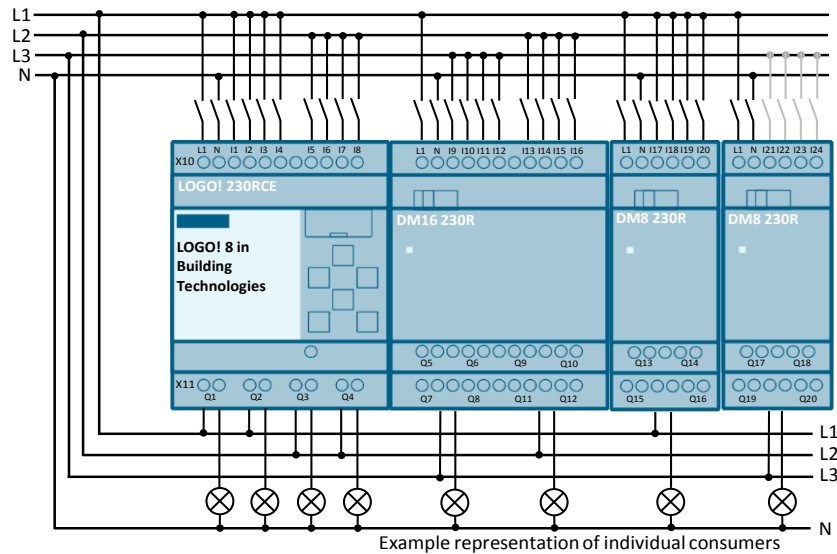 L1
L2
L3
N
L1 N I1 I2 I3 I4 I5 I6 I7 I8
L1 N I9 I10 I11 I12 I13 I14 I15 I16
L1 N I17 I18 I19 I20
L1 N I21 I22 I23 I24
X10
LOGO! 230RCE
DM16 230R
DM8 230R
DM8 230R
LOGO! 8 in
Building
Technologies
Q5 Q6 Q9 Q10
Q13 Q14
Q17 Q18
X11
Q1 Q2 Q3 Q4
Q7 Q8 Q11 Q12
Q15 Q16
Q19 Q20
L1
L2
L3
N
Example representation of individual consumers